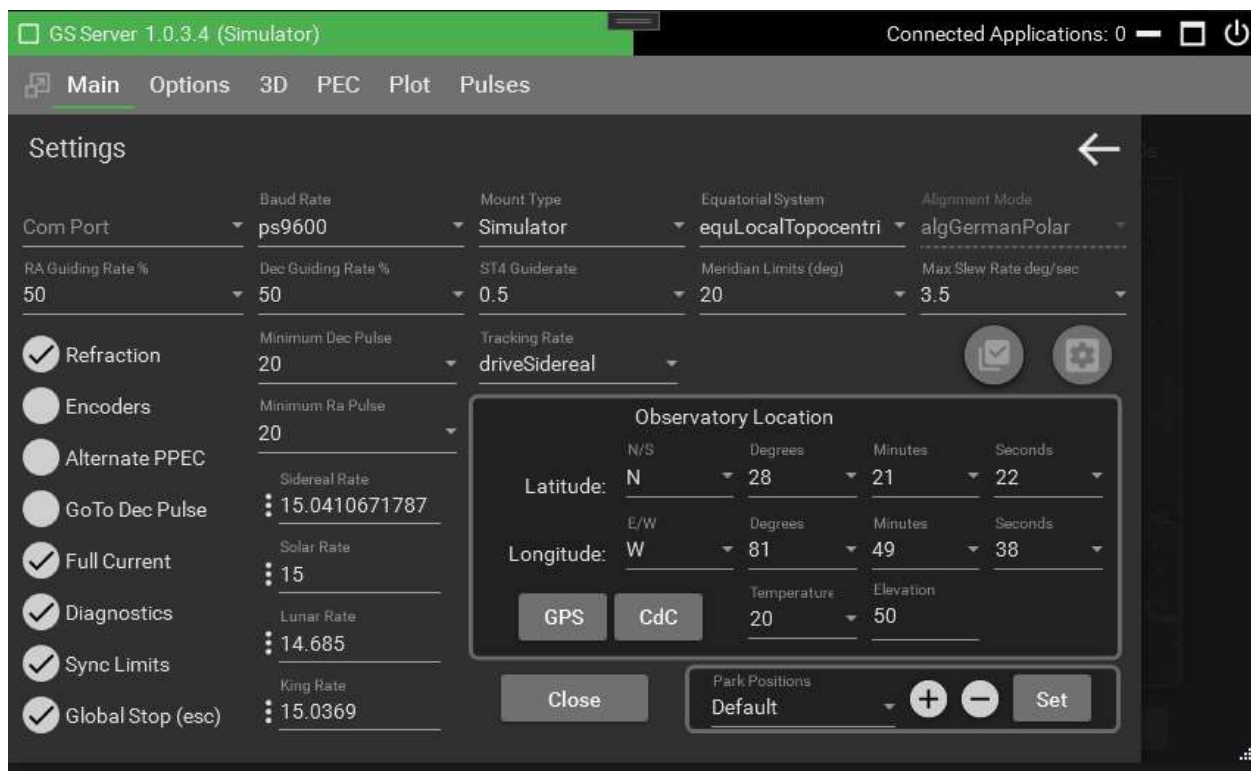 GS Server 1.0.3.4 (Simulator)
Connected Applications: 0
Main Options 3D PEC Plot Pulses
Settings
Baud Rate Mount Type Equatorial System Alignment Mode
Com Port ps9600 Simulator equLocalTopocentri algGermanPolar
RA Guiding Rate % Dec Guiding Rate % ST4 Guiderate Meridian Limits (deg) Max Slew Rate deg/sec
50 50 0.5 20 3.5
Minimum Dec Pulse Tracking Rate
Refraction 20 driveSidereal
Encoders Minimum Ra Pulse
20
Alternate PPEC
Sidereal Rate
GoTo Dec Pulse 15.0410671787
Solar Rate
Full Current 15
Diagnostics Lunar Rate
14.685
Sync Limits
King Rate
Global Stop (esc) 15.0369
Observatory Location
N/S Degrees Minutes Seconds
Latitude: N 28 21 22
E/W Degrees Minutes Seconds
Longitude: W 81 49 38
Temperature Elevation
GPS CdC 20 50
Close
Park Positions
Default Set